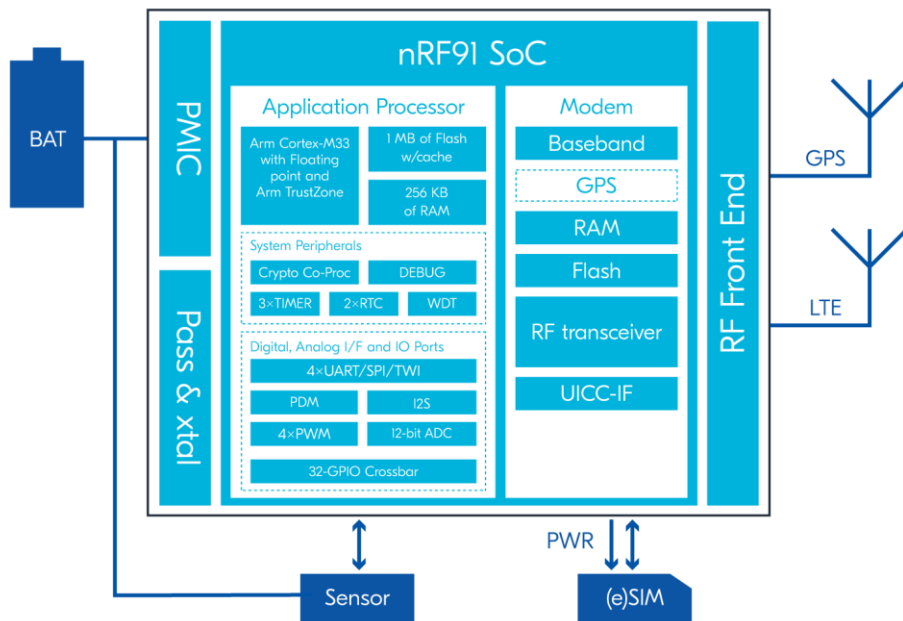 BAT
PMIC
Pass & xtal
nRF91 SoC
Application Processor
Arm Cortex-M33
with Floating
point and
Arm TrustZone
1 MB of Flash
w/cache
256 KB
of RAM
System Peripherals
Crypto Co-Proc
DEBUG
3×TIMER
2×RTC
WDT
Digital, Analog I/F and IO Ports
4×UART/SPI/TWI
PDM
I2S
4×PWM
12-bit ADC
32-GPIO Crossbar
Modem
Baseband
GPS
RAM
Flash
RF transceiver
UICC-IF
RF Front End
GPS
LTE
PWR
Sensor
(e)SIM